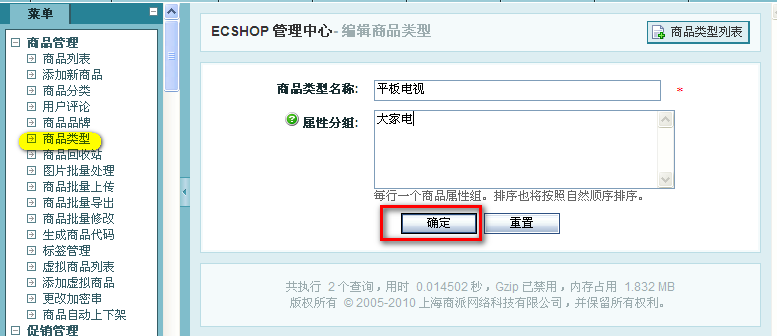 菜单
商品管理
商品列表
添加新商品
商品分类
用户评论
商品品牌
商品类型
商品回收站
图片批量处理
商品批量上传
商品批量导出
商品批量修改
生成商品代码
标签管理
虚拟商品列表
添加虚拟商品
更改加密串
商品自动上下架
促销管理
ECSHOP 管理中心 - 编辑商品类型
商品类型列表
商品类型名称: 平板电视 *
属性分组: 大家电
每行一个商品属性组。排序也将按照自然顺序排序。
确定 重置
共执行 2 个查询，用时 0.014502 秒，Gzip 已禁用，内存占用 1.832 MB
版权所有 © 2005-2010 上海商派网络科技有限公司，并保留所有权利。